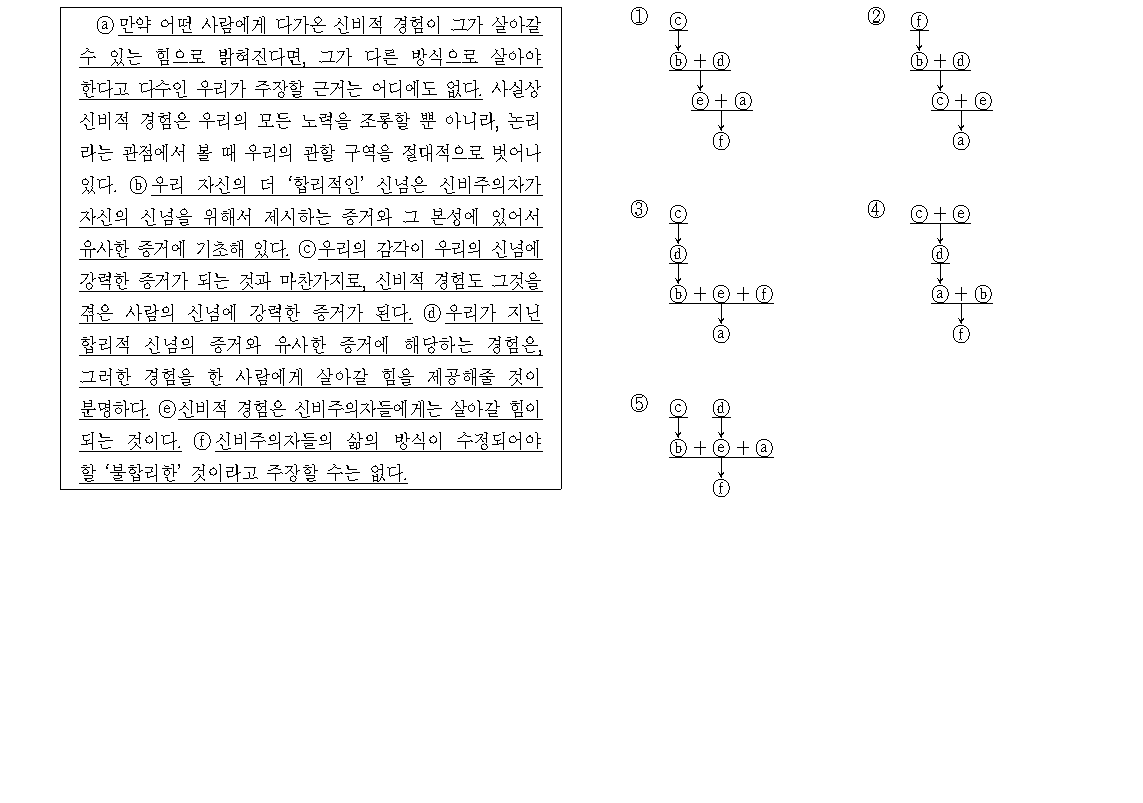 ⓐ만약 어떤 사람에게 다가온 신비적 경험이 그가 살아갈
수 있는 힘으로 밝혀진다면, 그가 다른 방식으로 살아야
한다고 다수인 우리가 주장할 근거는 어디에도 없다. 사실상
신비적 경험은 우리의 모든 노력을 조롱할 뿐 아니라, 논리
라는 관점에서 볼 때 우리의 관할 구역을 절대적으로 벗어나
있다. ⓑ우리 자신의 더 ‘합리적인’ 신념은 신비주의자가
자신의 신념을 위해서 제시하는 증거와 그 본성에 있어서
유사한 증거에 기초해 있다. ⓒ우리의 감각이 우리의 신념에
강력한 증거가 되는 것과 마찬가지로, 신비적 경험도 그것을
겪은 사람의 신념에 강력한 증거가 된다. ⓓ우리가 지닌
합리적 신념의 증거와 유사한 증거에 해당하는 경험은,
그러한 경험을 한 사람에게 살아갈 힘을 제공해줄 것이
분명하다. ⓔ신비적 경험은 신비주의자들에게는 살아갈 힘이
되는 것이다. ⓕ신비주의자들의 삶의 방식이 수정되어야
할 ‘불합리한’ 것이라고 주장할 수는 없다.
① ⓒ
ⓑ + ⓓ
ⓔ + ⓐ
ⓕ
② ⓕ
ⓑ + ⓓ
ⓒ + ⓔ
ⓐ
③ ⓒ
ⓓ
ⓑ + ⓔ + ⓕ
ⓐ
④ ⓒ + ⓔ
ⓓ
ⓐ + ⓑ
ⓕ
⑤ ⓒ ⓓ
ⓑ + ⓔ + ⓐ
ⓕ